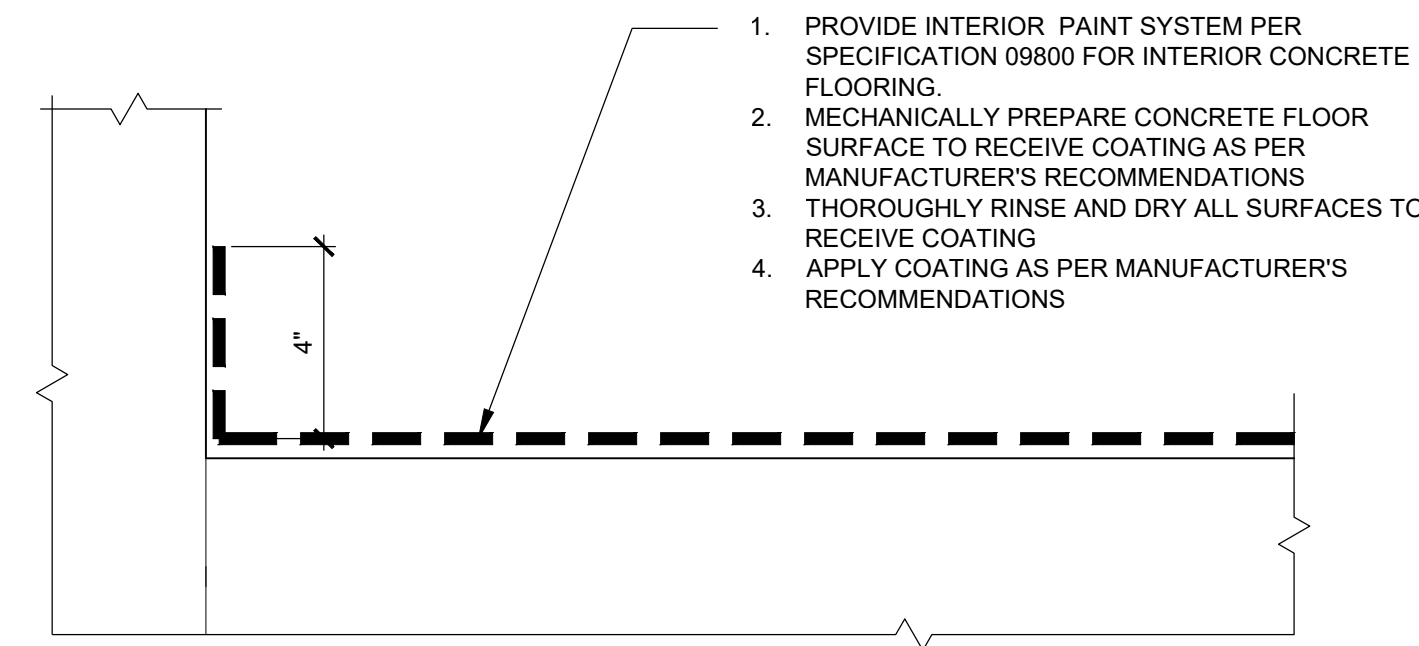 1. PROVIDE INTERIOR PAINT SYSTEM PER
SPECIFICATION 09800 FOR INTERIOR CONCRETE
FLOORING.
2. MECHANICALLY PREPARE CONCRETE FLOOR
SURFACE TO RECEIVE COATING AS PER
MANUFACTURER'S RECOMMENDATIONS
3. THOROUGHLY RINSE AND DRY ALL SURFACES TO
RECEIVE COATING
4. APPLY COATING AS PER MANUFACTURER'S
RECOMMENDATIONS
4"